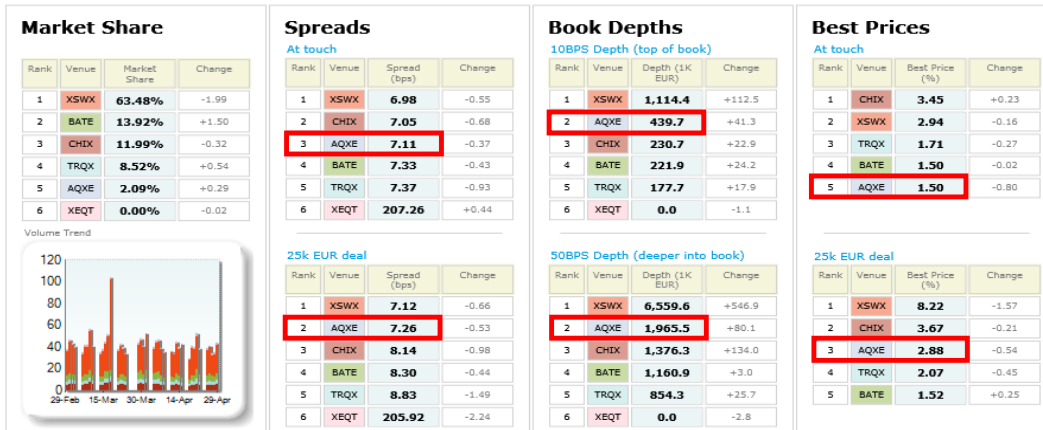 Market Share
Rank Venue Market Share Change
1 XSWX 63.48% -1.99
2 BATE 13.92% +1.50
3 CHIX 11.99% -0.32
4 TRQX 8.52% +0.54
5 AQXE 2.09% +0.29
6 XEQT 0.00% -0.02
Volume Trend
120
100
80
60
40
20
0
29-Feb 15-Mar 30-Mar 14-Apr 29-Apr
Spreads
At touch
Rank Venue Spread (bps) Change
1 XSWX 6.98 -0.55
2 CHIX 7.05 -0.68
3 AQXE 7.11 -0.37
4 BATE 7.33 -0.43
5 TRQX 7.37 -0.93
6 XEQT 207.26 +0.44
25k EUR deal
Rank Venue Spread (bps) Change
1 XSWX 7.12 -0.66
2 AQXE 7.26 -0.53
3 CHIX 8.14 -0.98
4 BATE 8.30 -0.44
5 TRQX 8.83 -1.49
6 XEQT 205.92 -2.24
Book Depths
10BPS Depth (top of book)
Rank Venue Depth (1K EUR) Change
1 XSWX 1,114.4 +112.5
2 AQXE 439.7 +41.3
3 CHIX 230.7 +22.9
4 BATE 221.9 +24.2
5 TRQX 177.7 +17.9
6 XEQT 0.0 -1.1
50BPS Depth (deeper into book)
Rank Venue Depth (1K EUR) Change
1 XSWX 6,559.6 +546.9
2 AQXE 1,965.5 +80.1
3 CHIX 1,376.3 +134.0
4 BATE 1,160.9 +3.0
5 TRQX 854.3 +25.7
6 XEQT 0.0 -2.8
Best Prices
At touch
Rank Venue Best Price (%) Change
1 CHIX 3.45 +0.23
2 XSWX 2.94 -0.16
3 TRQX 1.71 -0.27
4 BATE 1.50 -0.02
5 AQXE 1.50 -0.80
25k EUR deal
Rank Venue Best Price (%) Change
1 XSWX 8.22 -1.57
2 CHIX 3.67 -0.21
3 AQXE 2.88 -0.54
4 TRQX 2.07 -0.45
5 BATE 1.52 +0.25